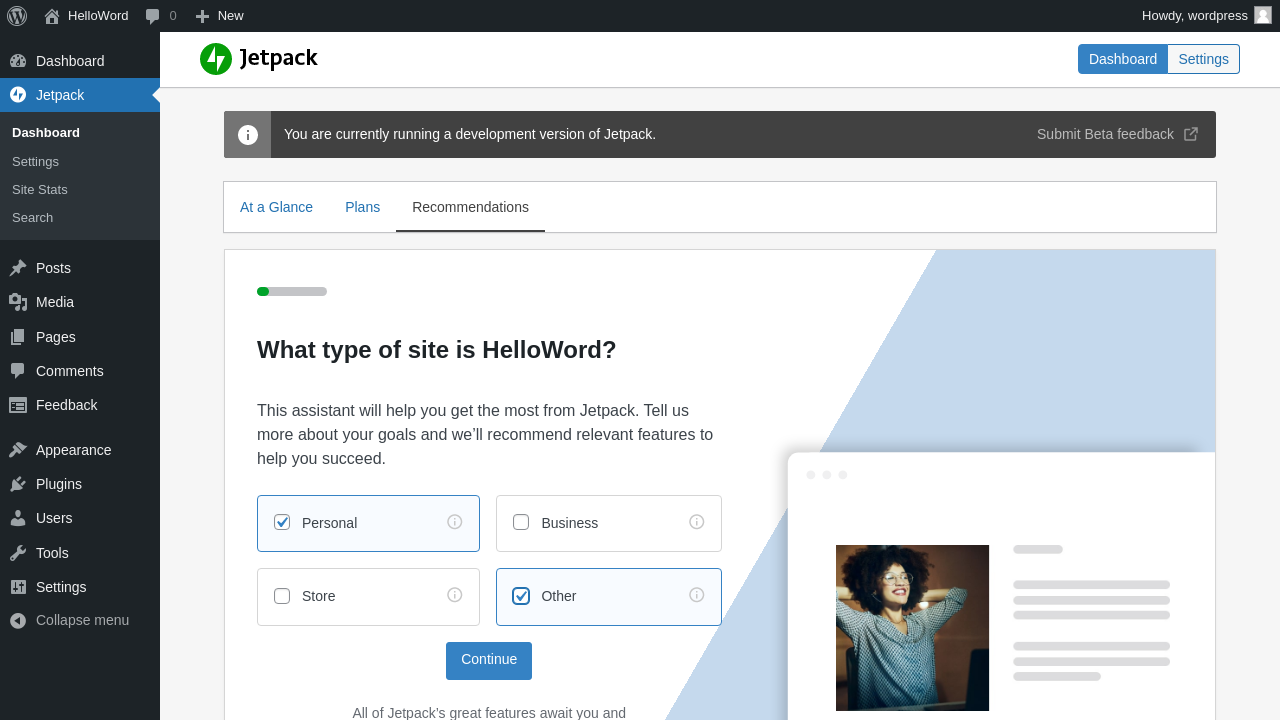 HelloWord
0
New
Howdy, wordpress
Dashboard
Jetpack
Dashboard
Settings
Site Stats
Search
Posts
Media
Pages
Comments
Feedback
Appearance
Plugins
Users
Tools
Settings
Collapse menu
Jetpack
Dashboard
Settings
You are currently running a development version of Jetpack.
Submit Beta feedback
At a Glance
Plans
Recommendations
What type of site is HelloWord?
This assistant will help you get the most from Jetpack. Tell us
more about your goals and we’ll recommend relevant features to
help you succeed.
Personal
Business
Store
Other
Continue
All of Jetpack’s great features await you and